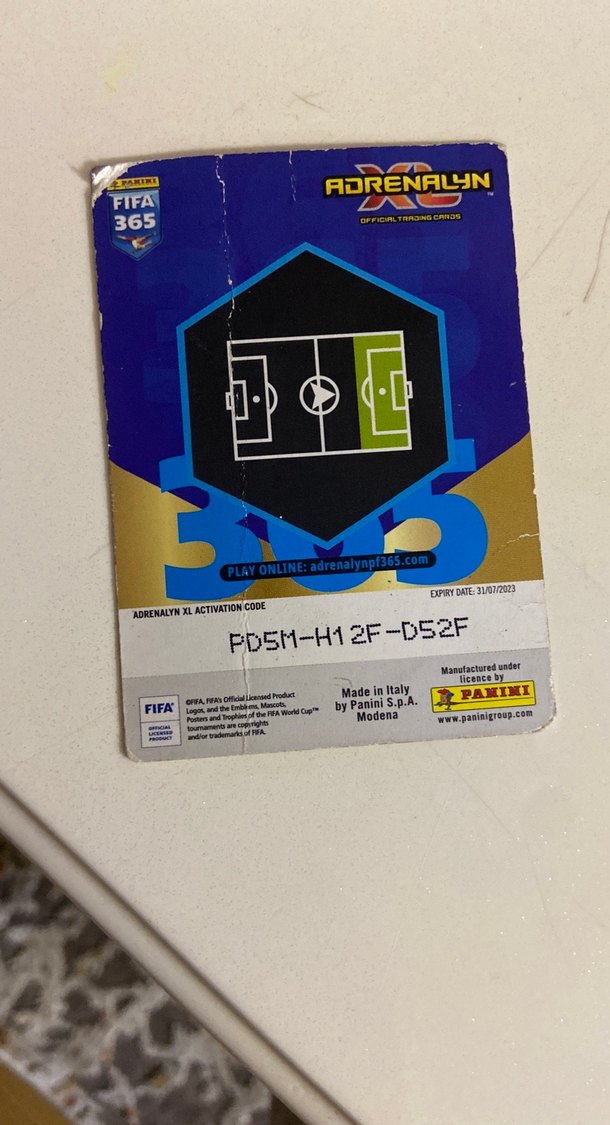 PANINI
FIFA
365
ADRENALYN
XL
™
OFFICIAL TRADING CARDS
365
PLAY ONLINE: adrenalynpf365.com
EXPIRY DATE: 31/07/2023
ADRENALYN XL ACTIVATION CODE
PD5M-H12F-D52F
Manufactured under
licence by
PANINI
www.paninigroup.com
Made in Italy
by Panini S.p.A.
Modena
FIFA
OFFICIAL
LICENSED
PRODUCT
©FIFA, FIFA's Official Licensed Product
Logos, and the Emblems, Mascots,
Posters and Trophies of the FIFA World Cup™
tournaments are copyrights
and/or trademarks of FIFA.